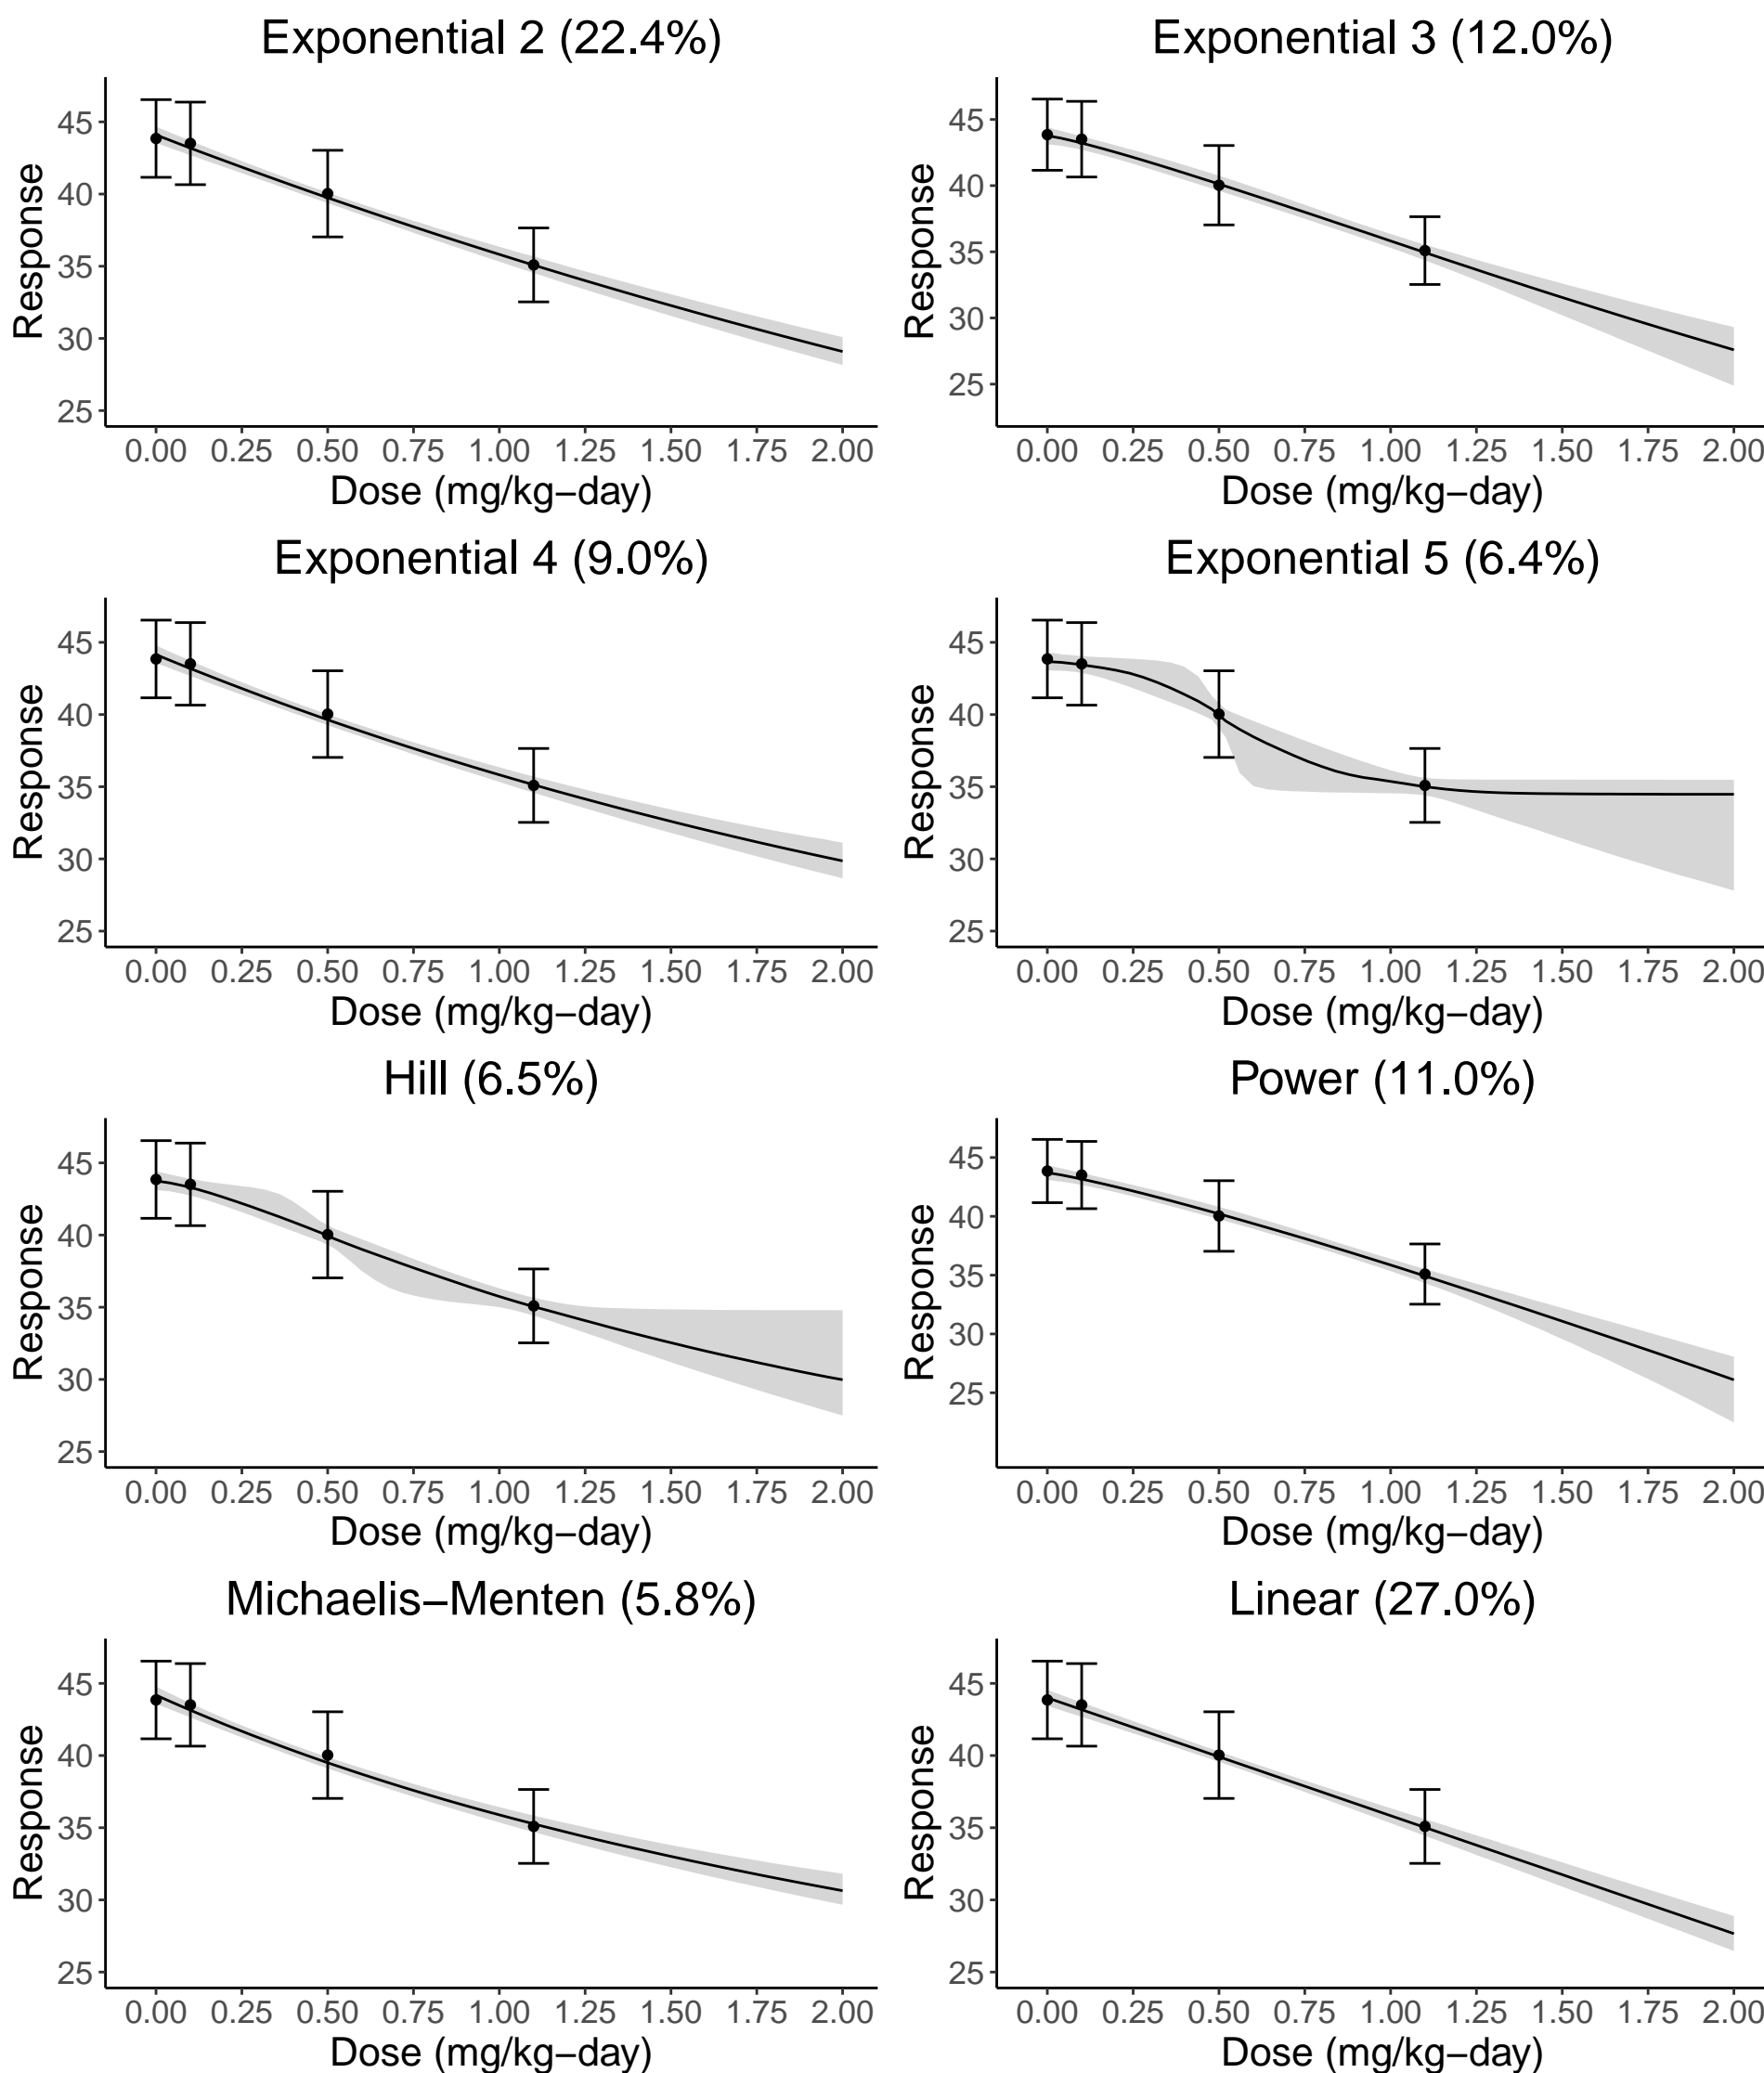 Exponential 2 (22.4%)
45
40
35
30
25
Response
0.00 0.25 0.50 0.75 1.00 1.25 1.50 1.75 2.00
Dose (mg/kg−day)
Exponential 3 (12.0%)
45
40
35
30
25
Response
0.00 0.25 0.50 0.75 1.00 1.25 1.50 1.75 2.00
Dose (mg/kg−day)
Exponential 4 (9.0%)
45
40
35
30
25
Response
0.00 0.25 0.50 0.75 1.00 1.25 1.50 1.75 2.00
Dose (mg/kg−day)
Exponential 5 (6.4%)
45
40
35
30
25
Response
0.00 0.25 0.50 0.75 1.00 1.25 1.50 1.75 2.00
Dose (mg/kg−day)
Hill (6.5%)
45
40
35
30
25
Response
0.00 0.25 0.50 0.75 1.00 1.25 1.50 1.75 2.00
Dose (mg/kg−day)
Power (11.0%)
45
40
35
30
25
Response
0.00 0.25 0.50 0.75 1.00 1.25 1.50 1.75 2.00
Dose (mg/kg−day)
Michaelis−Menten (5.8%)
45
40
35
30
25
Response
0.00 0.25 0.50 0.75 1.00 1.25 1.50 1.75 2.00
Dose (mg/kg−day)
Linear (27.0%)
45
40
35
30
25
Response
0.00 0.25 0.50 0.75 1.00 1.25 1.50 1.75 2.00
Dose (mg/kg−day)